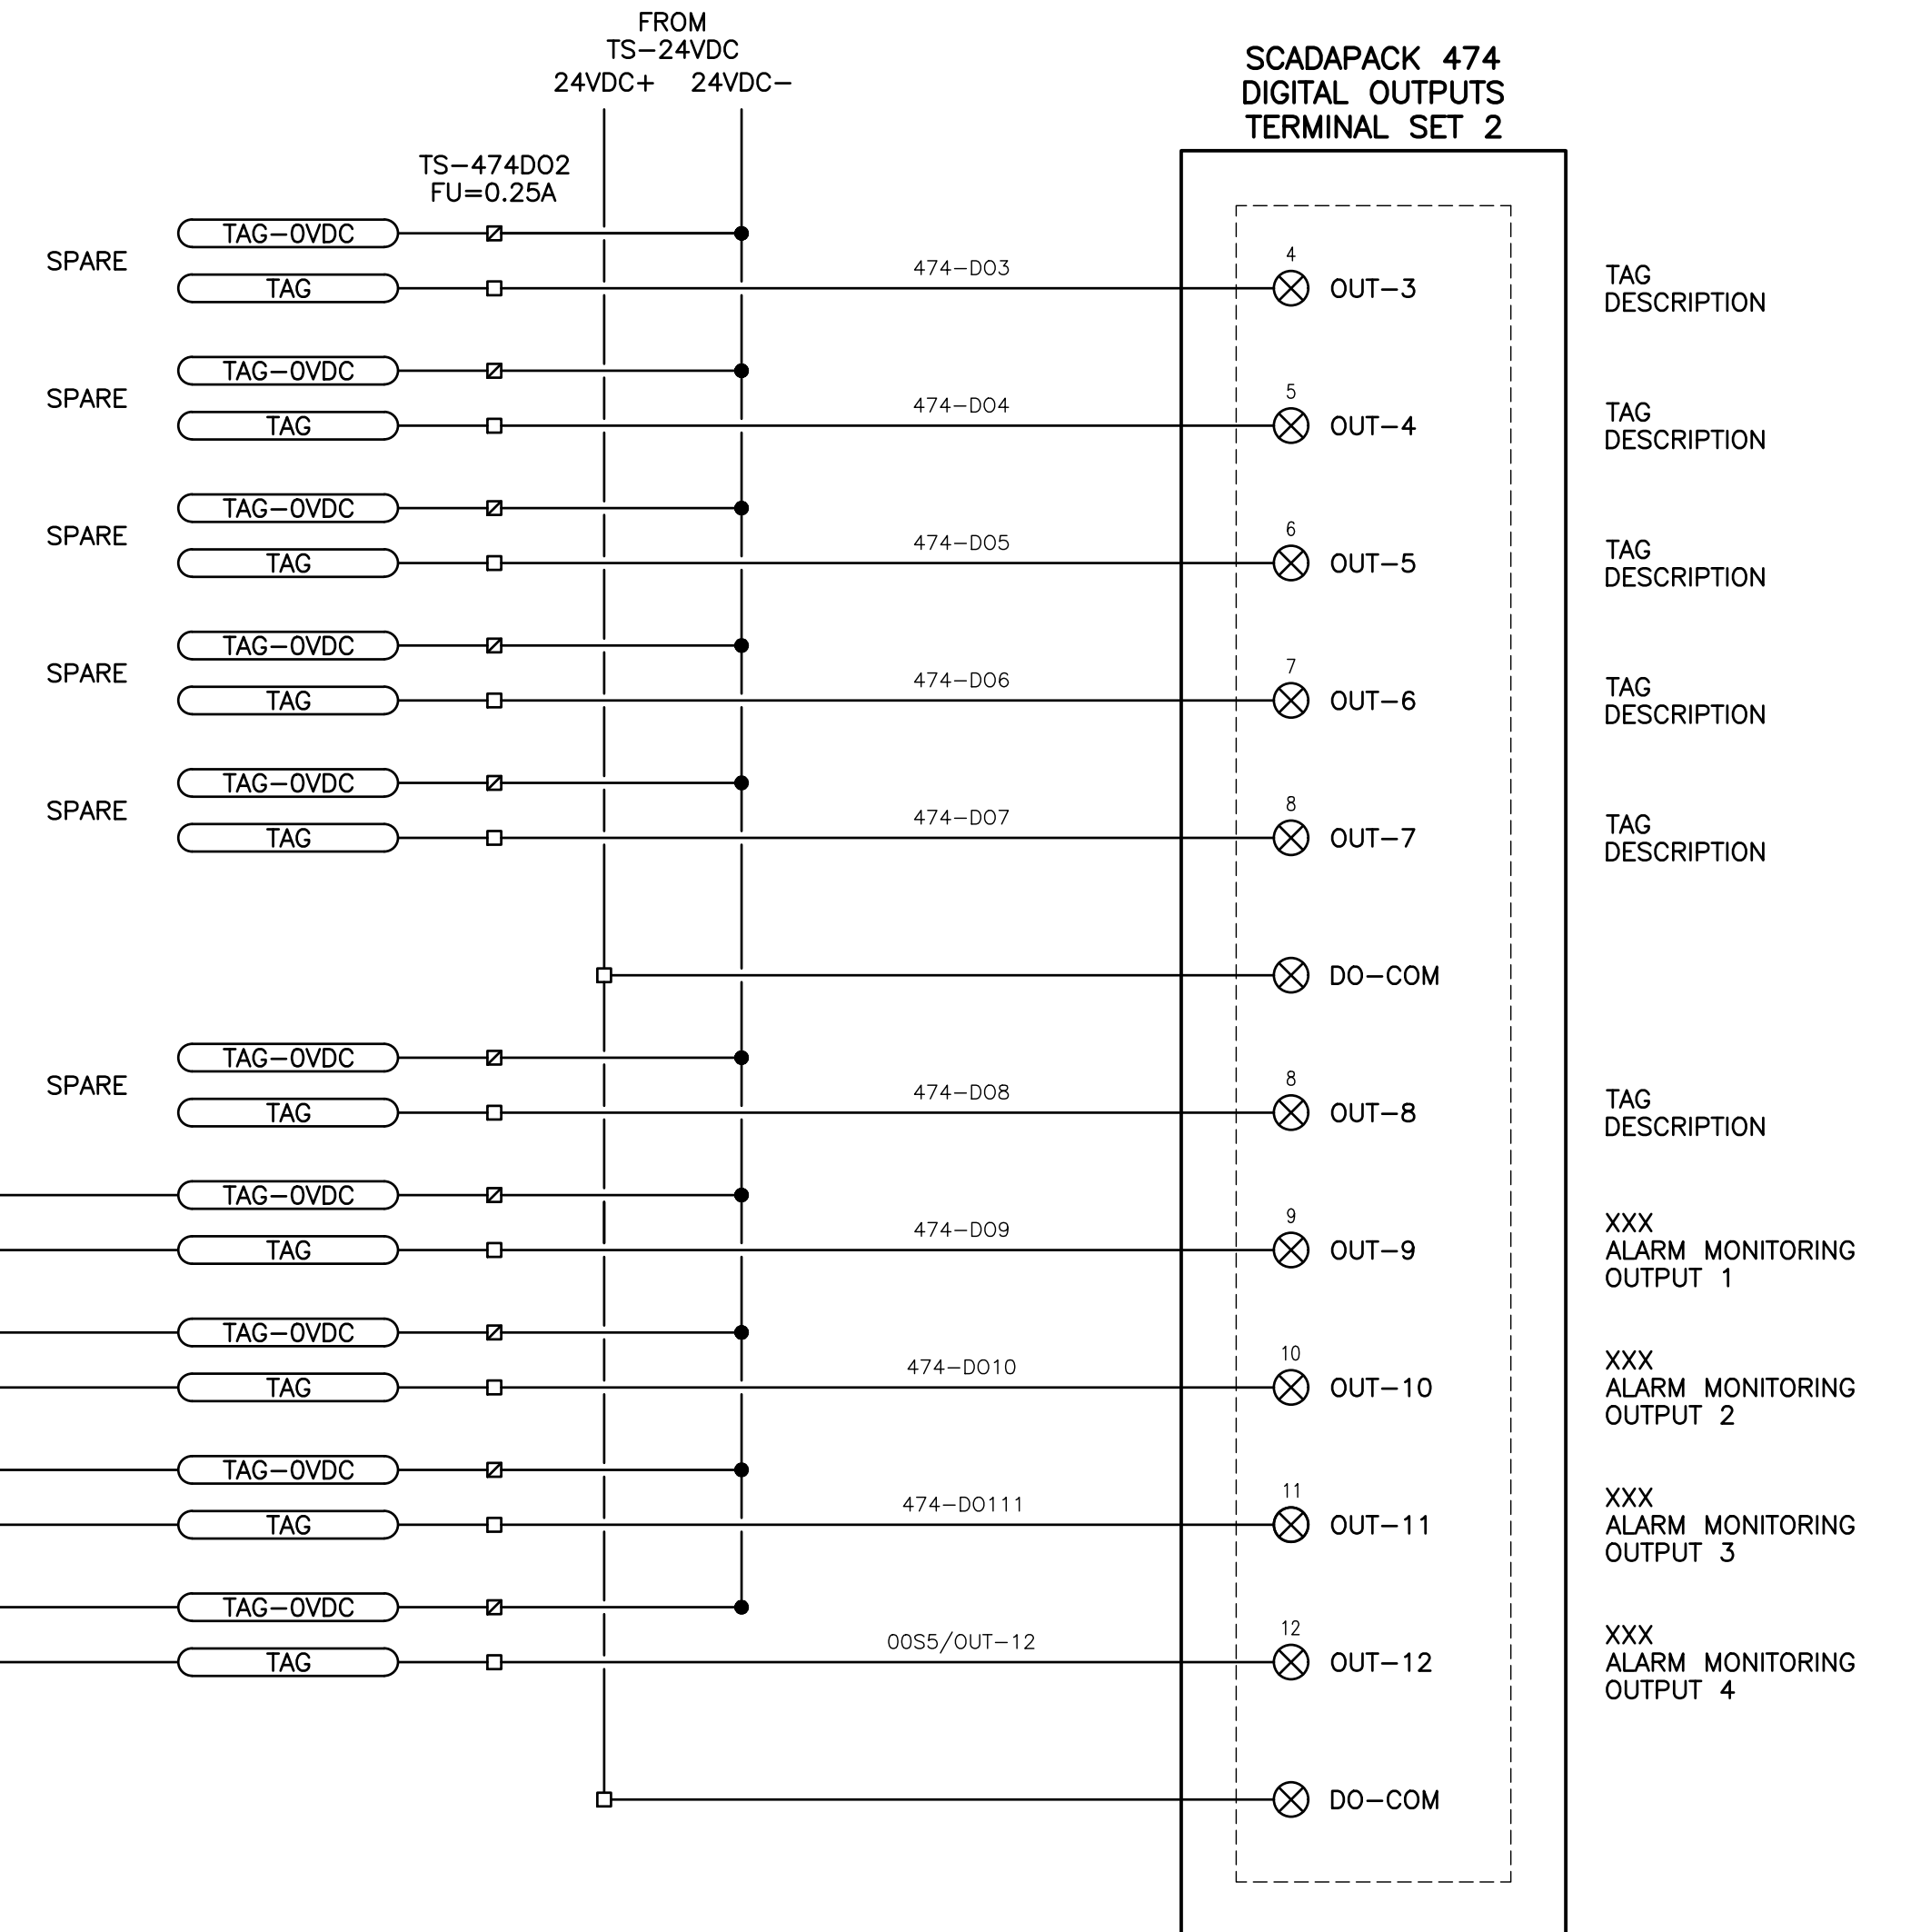 FROM
TS-24VDC
24VDC+ 24VDC-
SCADAPACK 474
DIGITAL OUTPUTS
TERMINAL SET 2
TS-474DO2
FU=0.25A
TAG-0VDC
SPARE
TAG
474-DO3
4
OUT-3
TAG
DESCRIPTION
TAG-0VDC
SPARE
TAG
474-DO4
5
OUT-4
TAG
DESCRIPTION
TAG-0VDC
SPARE
TAG
474-DO5
6
OUT-5
TAG
DESCRIPTION
TAG-0VDC
SPARE
TAG
474-DO6
7
OUT-6
TAG
DESCRIPTION
TAG-0VDC
SPARE
TAG
474-DO7
8
OUT-7
TAG
DESCRIPTION
DO-COM
TAG-0VDC
SPARE
TAG
474-DO8
8
OUT-8
TAG
DESCRIPTION
TAG-0VDC
TAG
474-DO9
9
OUT-9
XXX
ALARM MONITORING
OUTPUT 1
TAG-0VDC
TAG
474-DO10
10
OUT-10
XXX
ALARM MONITORING
OUTPUT 2
TAG-0VDC
TAG
474-DO111
11
OUT-11
XXX
ALARM MONITORING
OUTPUT 3
TAG-0VDC
TAG
00S5/OUT-12
12
OUT-12
XXX
ALARM MONITORING
OUTPUT 4
DO-COM